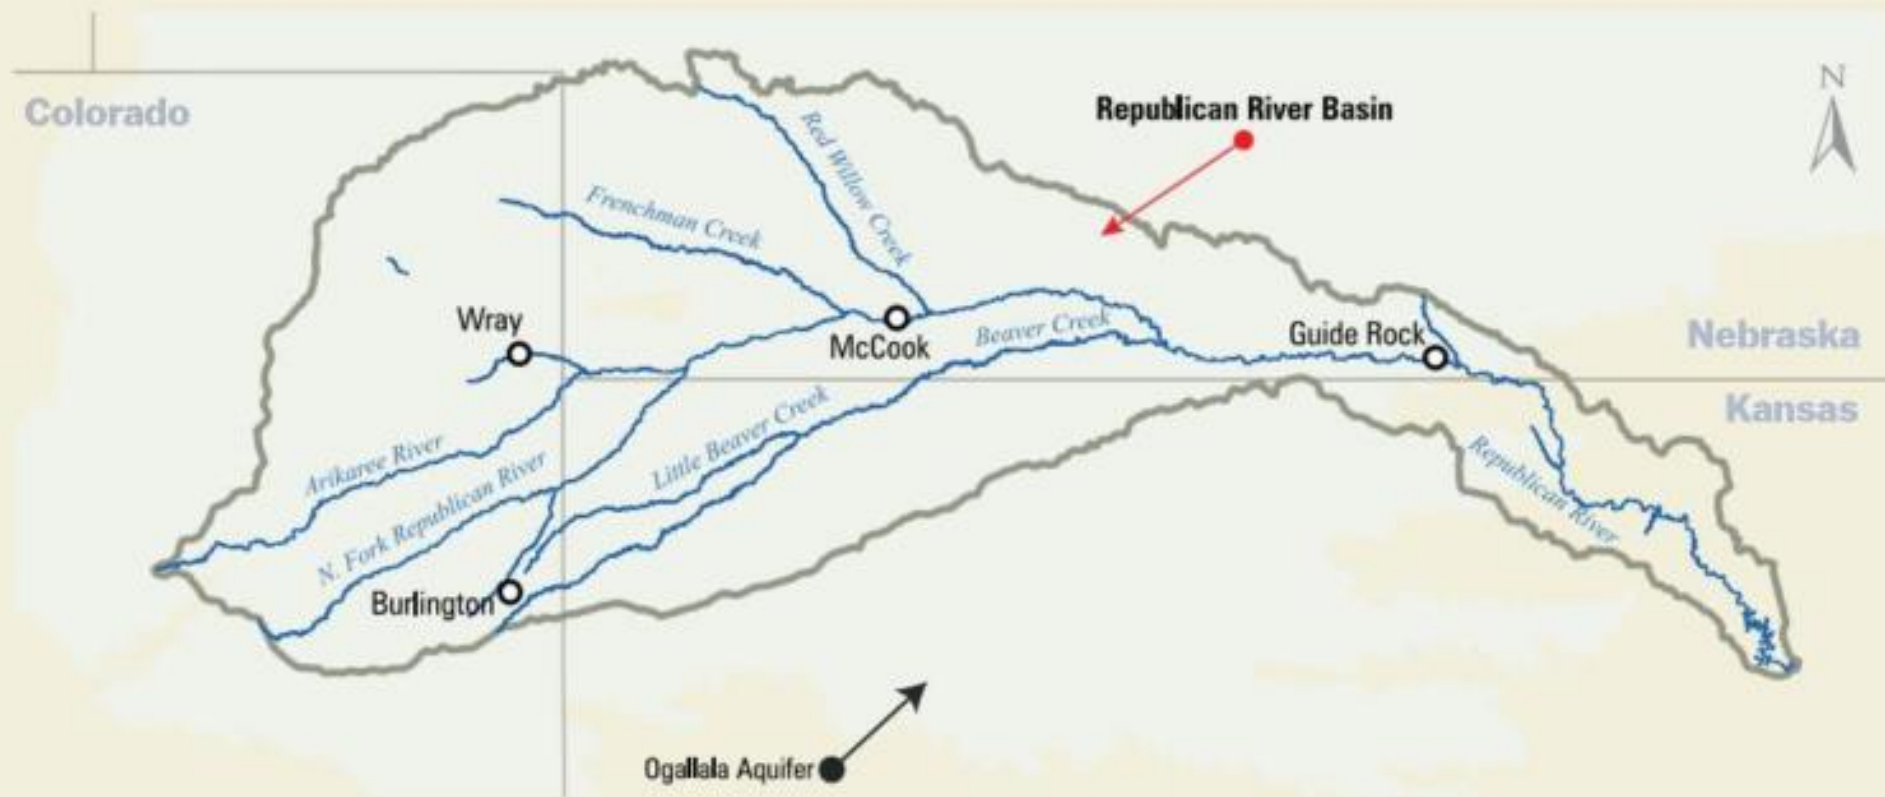 N
Colorado
Republican River Basin
Red Willow Creek
Frenchman Creek
Wray
McCook
Beaver Creek
Guide Rock
Nebraska
Kansas
Little Beaver Creek
Arikaree River
N. Fork Republican River
Republican River
Burlington
Ogallala Aquifer